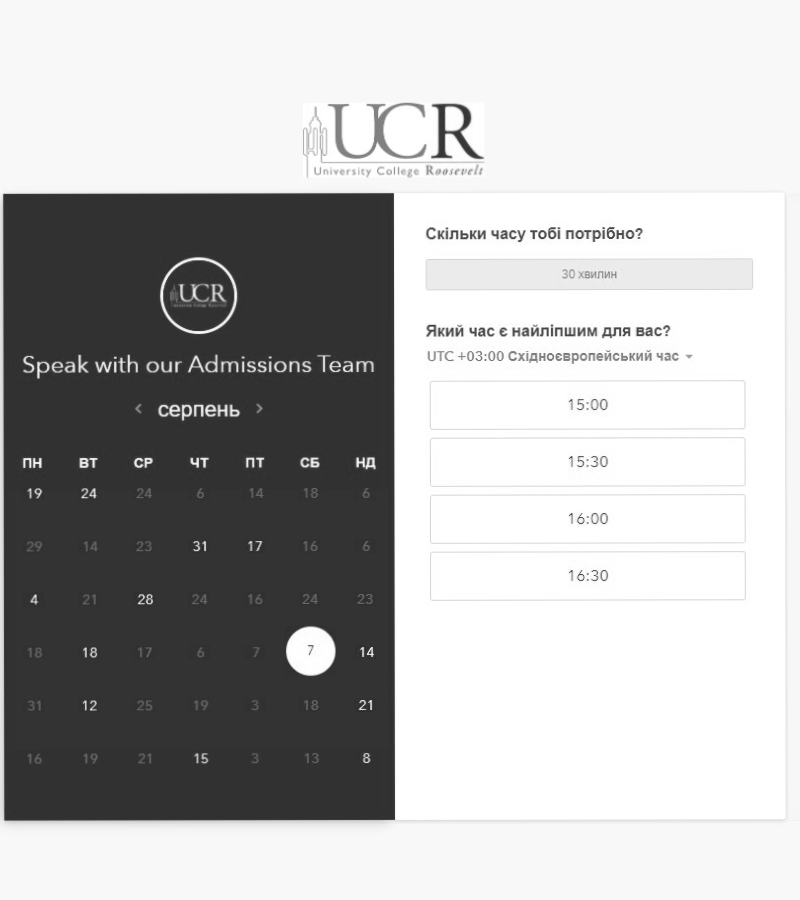 UCR
University College Roosevelt
UCR
Speak with our Admissions Team
серпень
ПН ВТ СР ЧТ ПТ СБ НД
19 24 24 6 14 18 6
29 14 23 31 17 16 6
4 21 28 24 16 24 23
18 18 17 6 7 7 14
31 12 25 19 3 18 21
16 19 21 15 3 13 8
Скільки часу тобі потрібно?
30 хвилин
Який час є найліпшим для вас?
UTC +03:00 Східноєвропейський час
15:00
15:30
16:00
16:30